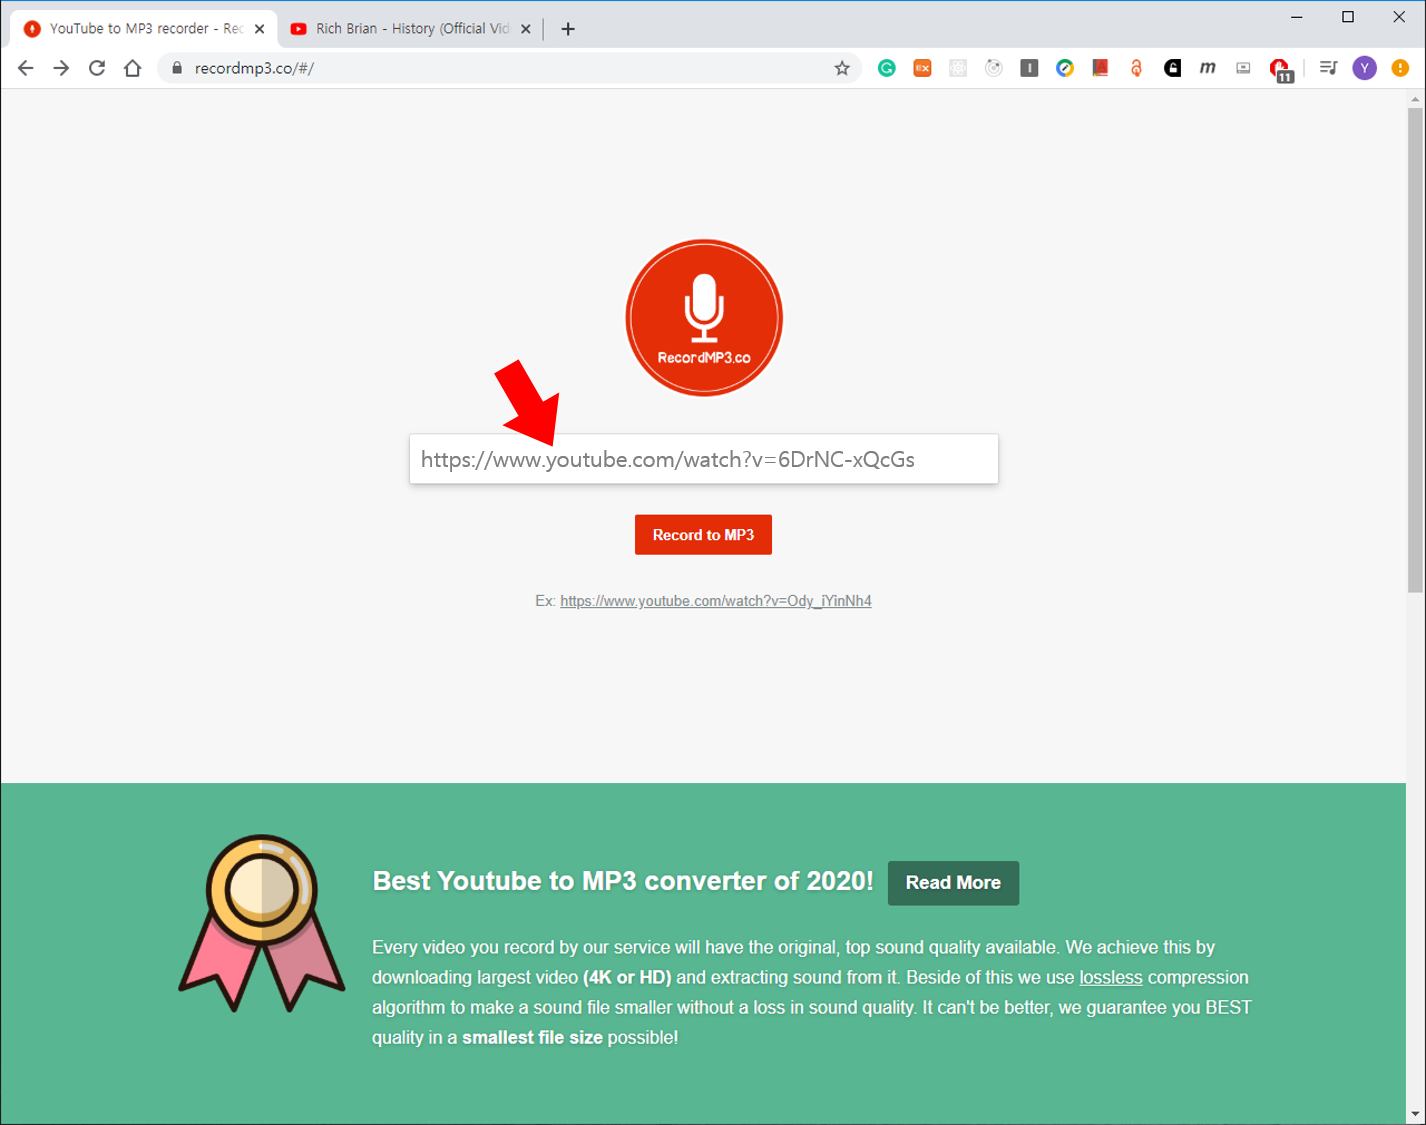 YouTube to MP3 recorder - Rec
Rich Brian - History (Official Vid
recordmp3.co/#/
11
Y
RecordMP3.co
https://www.youtube.com/watch?v=6DrNC-xQcGs
Record to MP3
Ex: https://www.youtube.com/watch?v=Ody_iYinNh4
Best Youtube to MP3 converter of 2020!
Read More
Every video you record by our service will have the original, top sound quality available. We achieve this by
downloading largest video (4K or HD) and extracting sound from it. Beside of this we use lossless compression
algorithm to make a sound file smaller without a loss in sound quality. It can't be better, we guarantee you BEST
quality in a smallest file size possible!